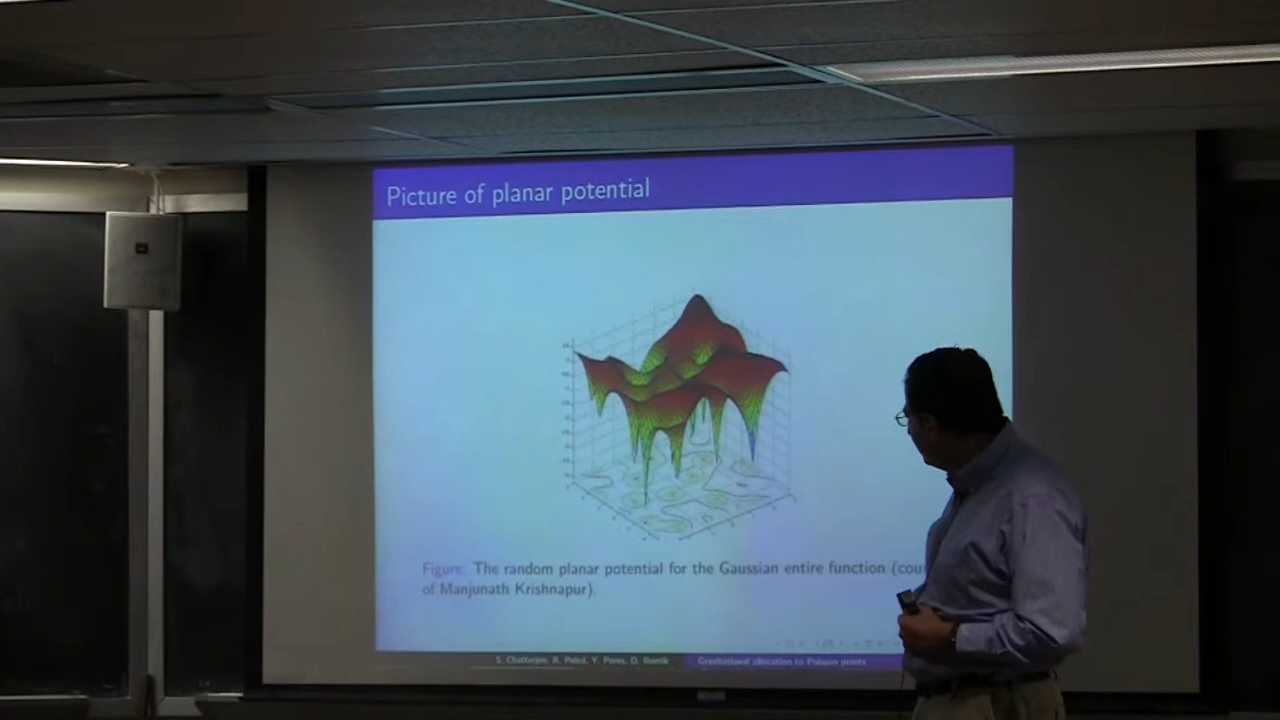 Picture of planar potential
Figure: The random planar potential for the Gaussian entire function (cou
of Manjunath Krishnapur).
S. Chatterjee, R. Peled, Y. Peres, D. Romik
Gravitational allocation to Poisson points